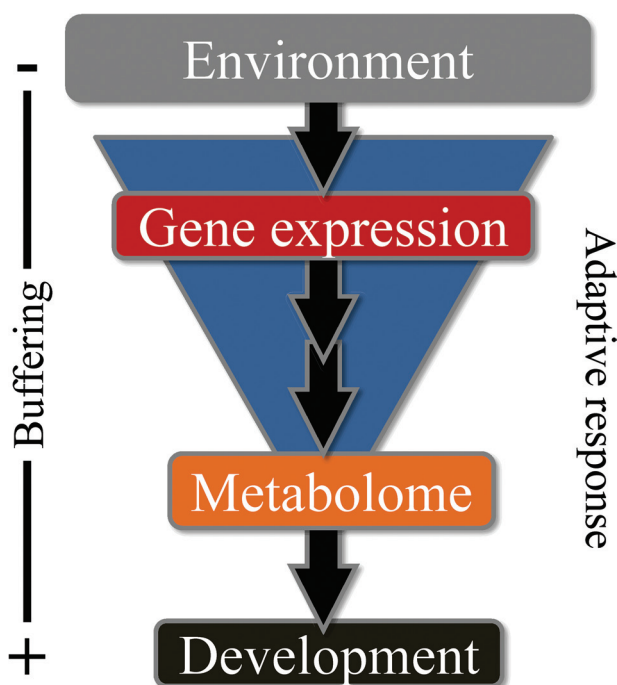 Environment
-
Gene expression
Buffering
Adaptive response
Metabolome
+
Development